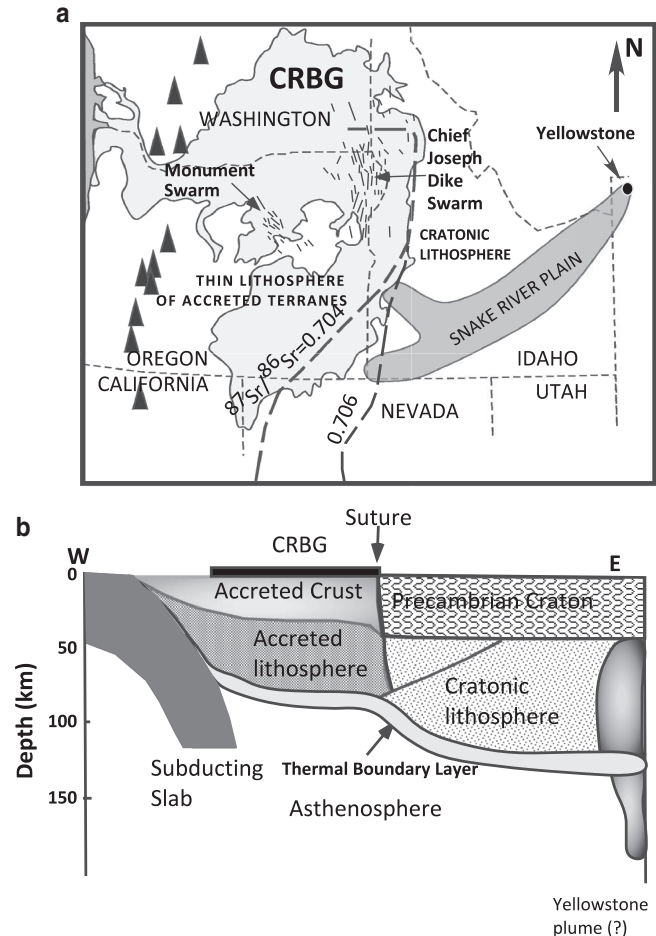 a
N
CRBG
WASHINGTON
Chief
Joseph
Dike
Swarm
Yellowstone
Monument
Swarm
CRATONIC
LITHOSPHERE
THIN LITHOSPHERE
OF ACCRETED TERRANES
SNAKE RIVER PLAIN
87Sr/86Sr=0.704
OREGON
IDAHO
CALIFORNIA
UTAH
0.706
NEVADA
b
Suture
CRBG
W
E
0
Accreted Crust
Precambrian Craton
50
Accreted
lithosphere
Cratonic
lithosphere
Depth (km)
100
Subducting
Slab
Thermal Boundary Layer
150
Asthenosphere
Yellowstone
plume (?)